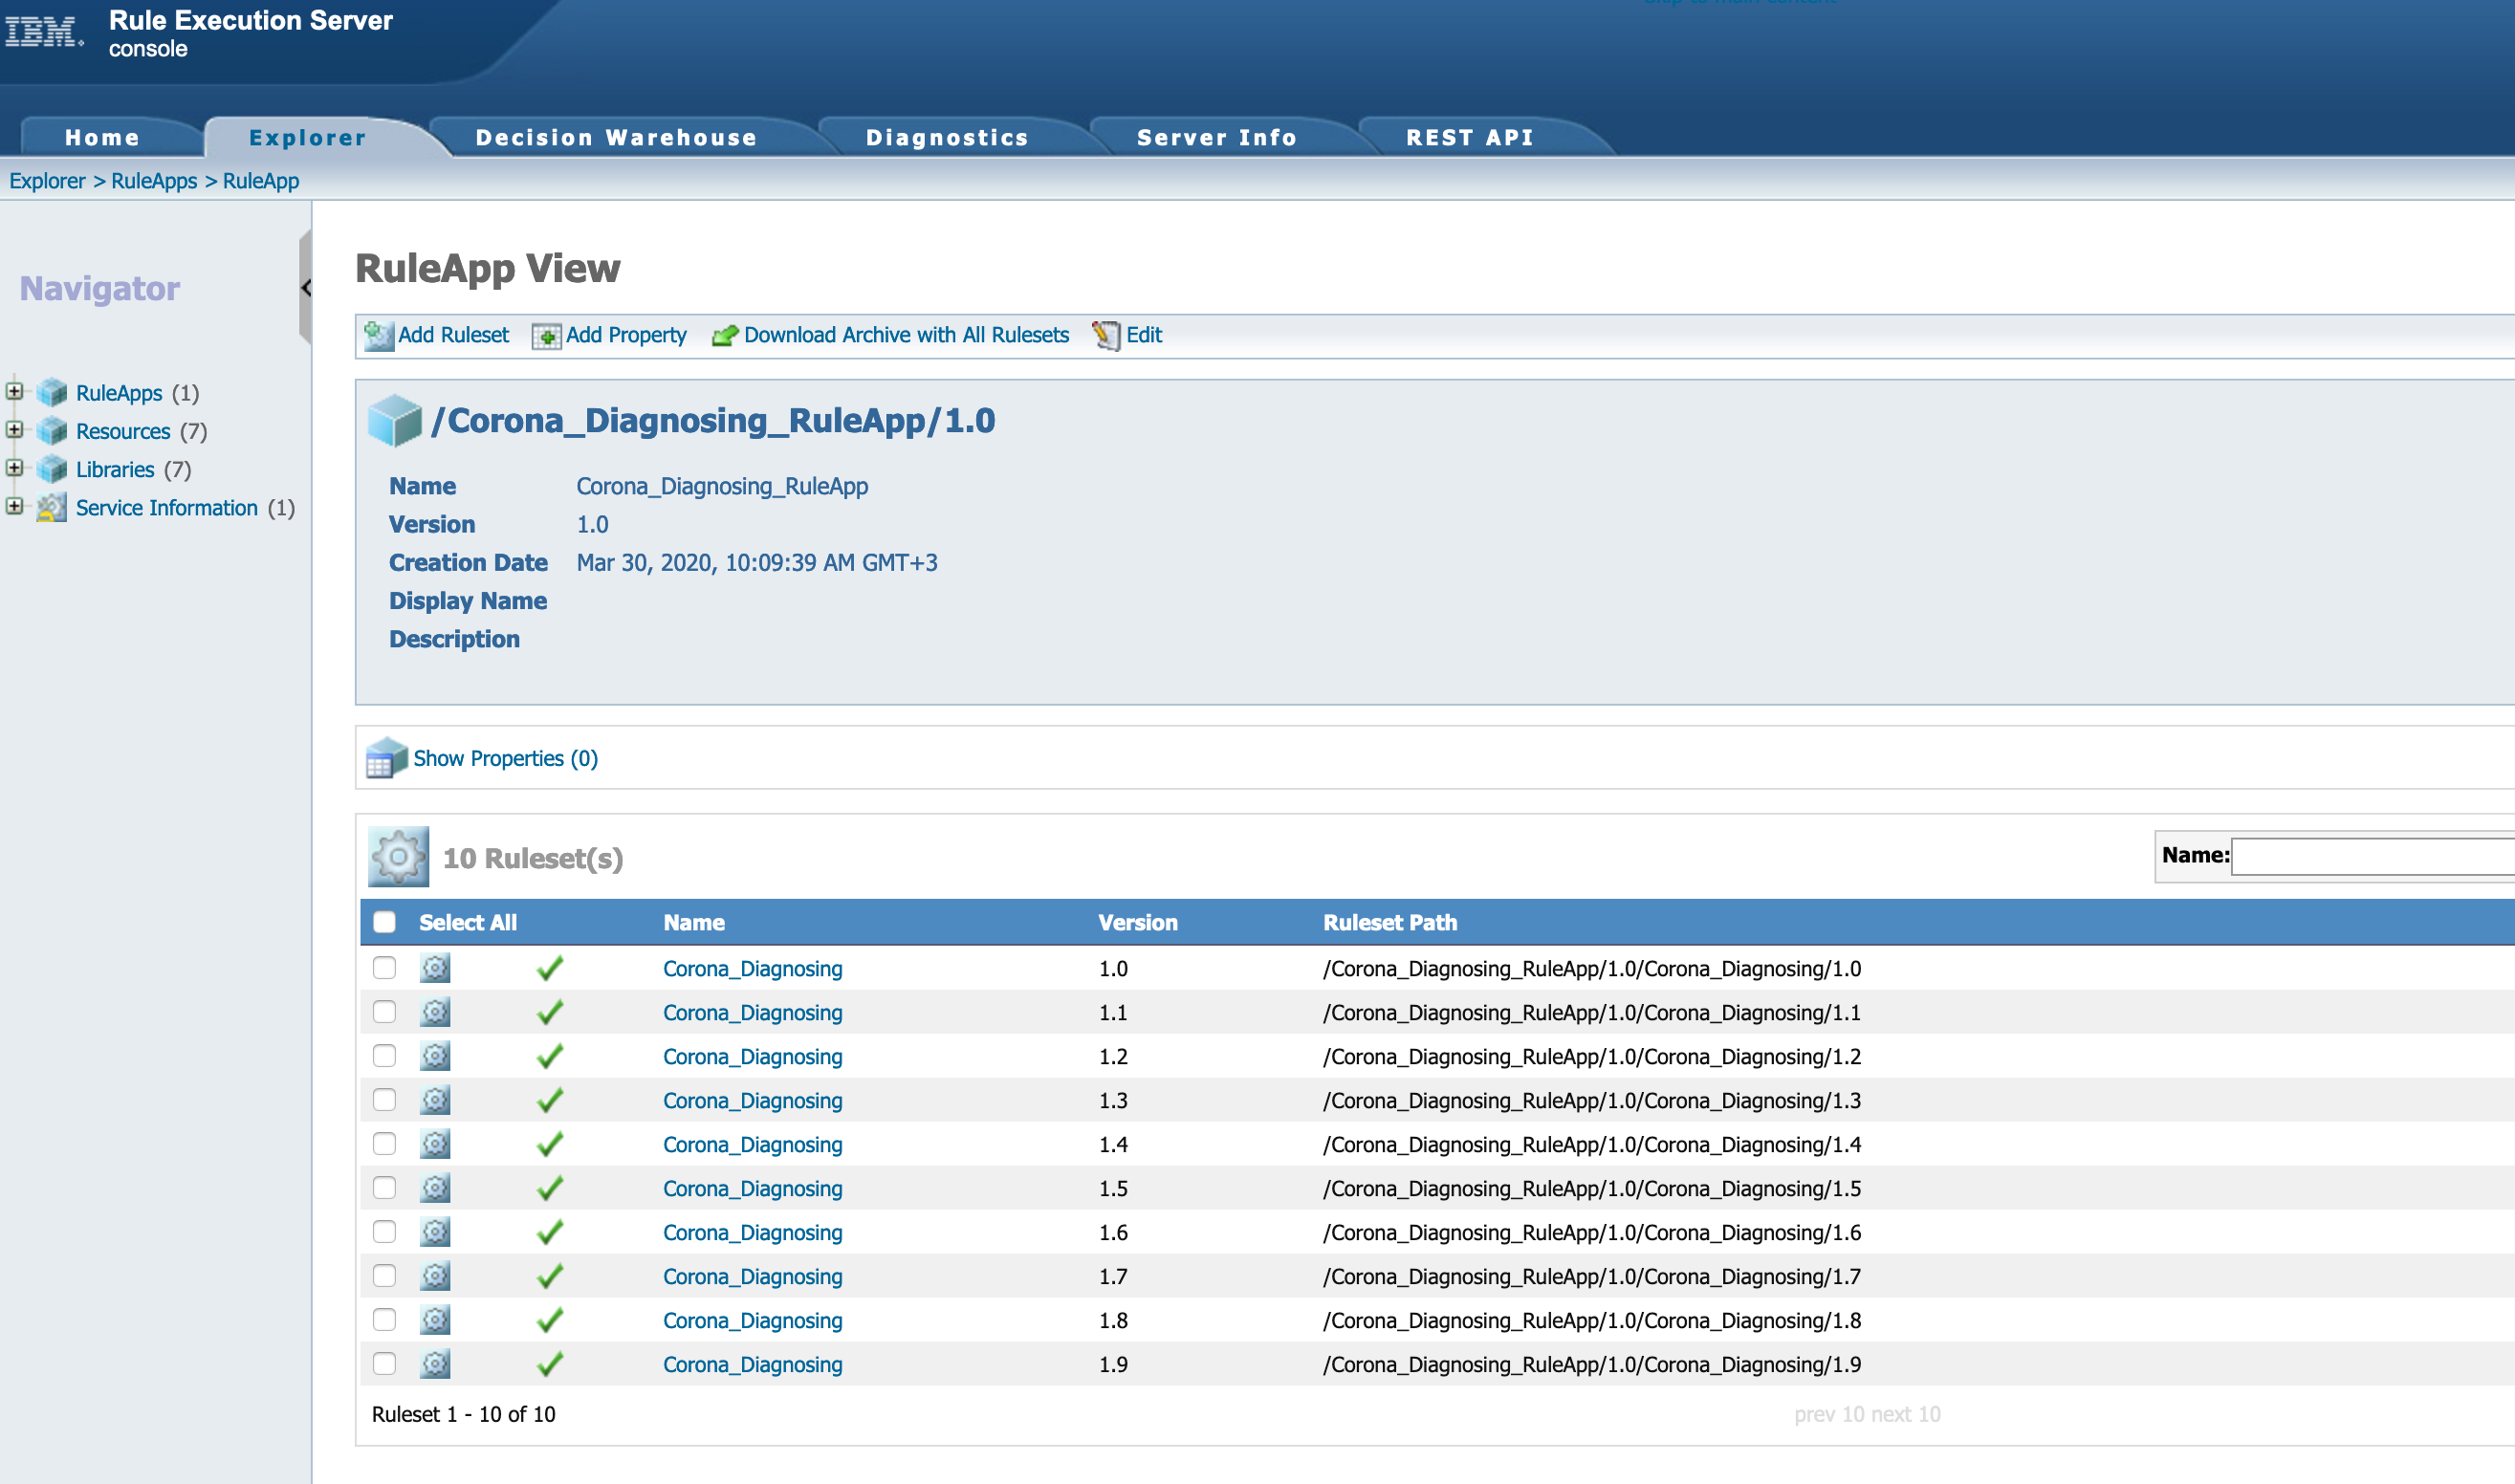 IBM.
Rule Execution Server
console
Home Explorer Decision Warehouse Diagnostics Server Info REST API
Explorer > RuleApps > RuleApp
Navigator
RuleApps (1)
Resources (7)
Libraries (7)
Service Information (1)
RuleApp View
Add Ruleset Add Property Download Archive with All Rulesets Edit
/Corona_Diagnosing_RuleApp/1.0
Name Corona_Diagnosing_RuleApp
Version 1.0
Creation Date Mar 30, 2020, 10:09:39 AM GMT+3
Display Name
Description
Show Properties (0)
10 Ruleset(s) Name:
Select All Name Version Ruleset Path
Corona_Diagnosing 1.0 /Corona_Diagnosing_RuleApp/1.0/Corona_Diagnosing/1.0
Corona_Diagnosing 1.1 /Corona_Diagnosing_RuleApp/1.0/Corona_Diagnosing/1.1
Corona_Diagnosing 1.2 /Corona_Diagnosing_RuleApp/1.0/Corona_Diagnosing/1.2
Corona_Diagnosing 1.3 /Corona_Diagnosing_RuleApp/1.0/Corona_Diagnosing/1.3
Corona_Diagnosing 1.4 /Corona_Diagnosing_RuleApp/1.0/Corona_Diagnosing/1.4
Corona_Diagnosing 1.5 /Corona_Diagnosing_RuleApp/1.0/Corona_Diagnosing/1.5
Corona_Diagnosing 1.6 /Corona_Diagnosing_RuleApp/1.0/Corona_Diagnosing/1.6
Corona_Diagnosing 1.7 /Corona_Diagnosing_RuleApp/1.0/Corona_Diagnosing/1.7
Corona_Diagnosing 1.8 /Corona_Diagnosing_RuleApp/1.0/Corona_Diagnosing/1.8
Corona_Diagnosing 1.9 /Corona_Diagnosing_RuleApp/1.0/Corona_Diagnosing/1.9
Ruleset 1 - 10 of 10 prev 10 next 10